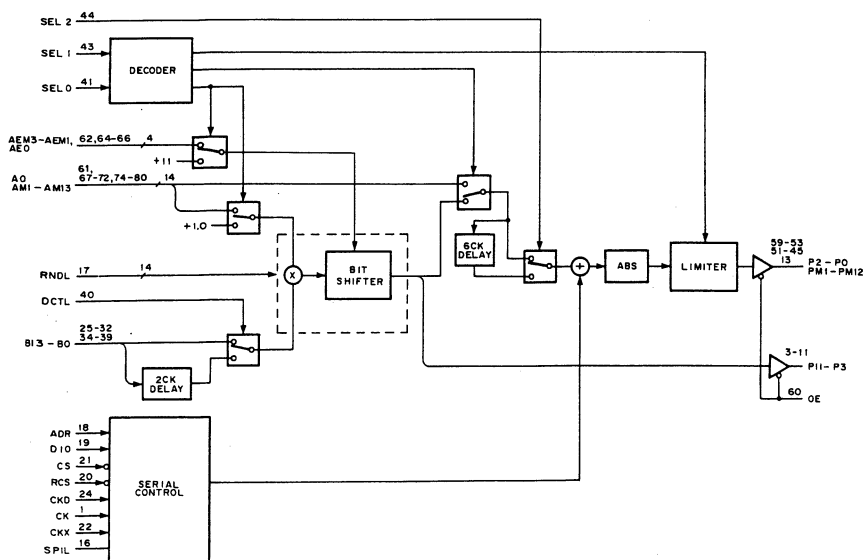 SEL 2 44
SEL 1 43
DECODER
SEL 0 41
AEM3-AEM1, 62,64-66 4
AE0
+11
A0 61,
AM1-AM13 67-72,74-80 14
+1.0
RNDL 17 14
X
BIT
SHIFTER
6CK
DELAY
+
ABS
LIMITER
59-53
51-45
13
P2-P0
PM1-PM12
DCTL 40
25-32
B13-B0 34-39
2CK
DELAY
3-11
P11-P3
60
OE
ADR 18
DIO 19
CS 21
RCS 20
CKD 24
CK 1
CKX 22
SPIL 16
SERIAL
CONTROL